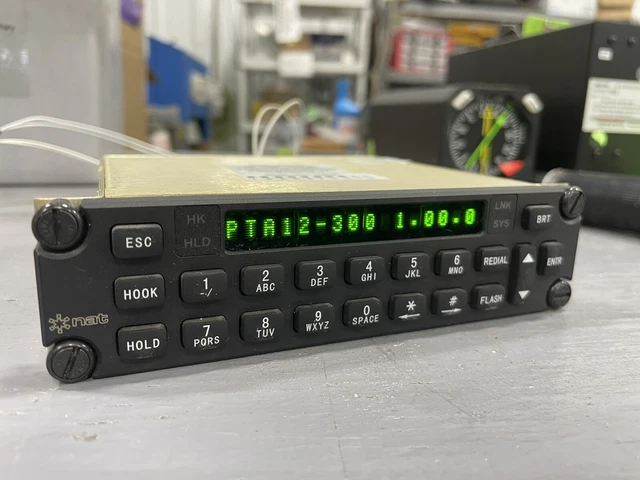 HK
HLD
PTA12-300 1.00.0
LNK
SYS
BRT
ESC
HOOK
HOLD
1
-/
2
ABC
3
DEF
4
GHI
5
JKL
6
MNO
REDIAL
ENTR
7
PQRS
8
TUV
9
WXYZ
0
SPACE
*
#
FLASH
nat